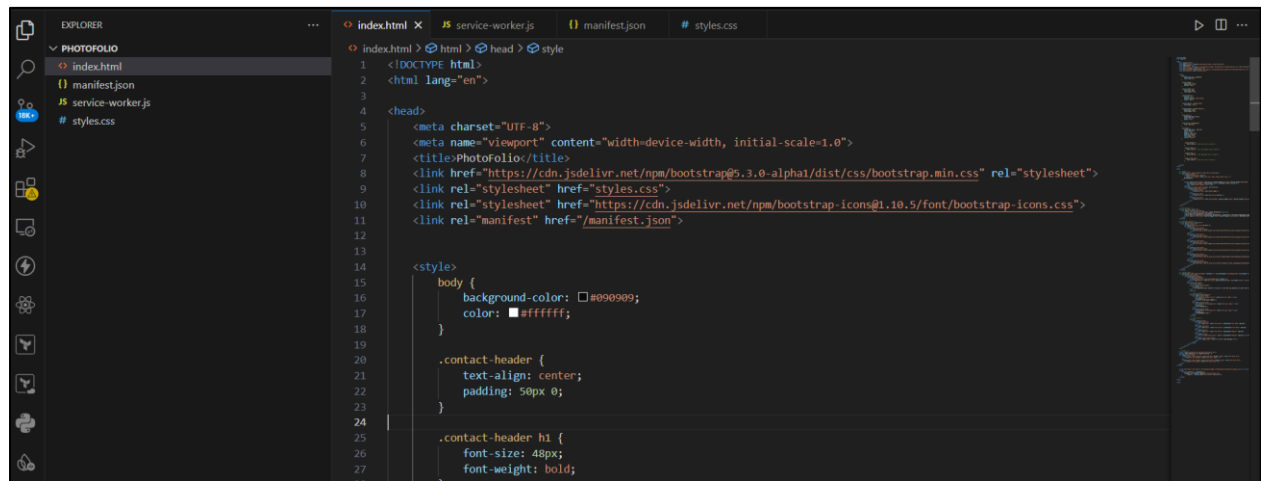 EXPLORER
PHOTOFOLIO
<> index.html
{} manifest.json
JS service-worker.js
# styles.css
18K+
<> index.html ×
JS service-worker.js
{} manifest.json
# styles.css
<> index.html > html > head > style
1 <!DOCTYPE html>
2 <html lang="en">
3
4 <head>
5 <meta charset="UTF-8">
6 <meta name="viewport" content="width=device-width, initial-scale=1.0">
7 <title>PhotoFolio</title>
8 <link href="https://cdn.jsdelivr.net/npm/bootstrap@5.3.0-alpha1/dist/css/bootstrap.min.css" rel="stylesheet">
9 <link rel="stylesheet" href="styles.css">
10 <link rel="stylesheet" href="https://cdn.jsdelivr.net/npm/bootstrap-icons@1.10.5/font/bootstrap-icons.css">
11 <link rel="manifest" href="/manifest.json">
12
13
14 <style>
15 body {
16 background-color: #090909;
17 color: #ffffff;
18 }
19
20 .contact-header {
21 text-align: center;
22 padding: 50px 0;
23 }
24
25 .contact-header h1 {
26 font-size: 48px;
27 font-weight: bold;